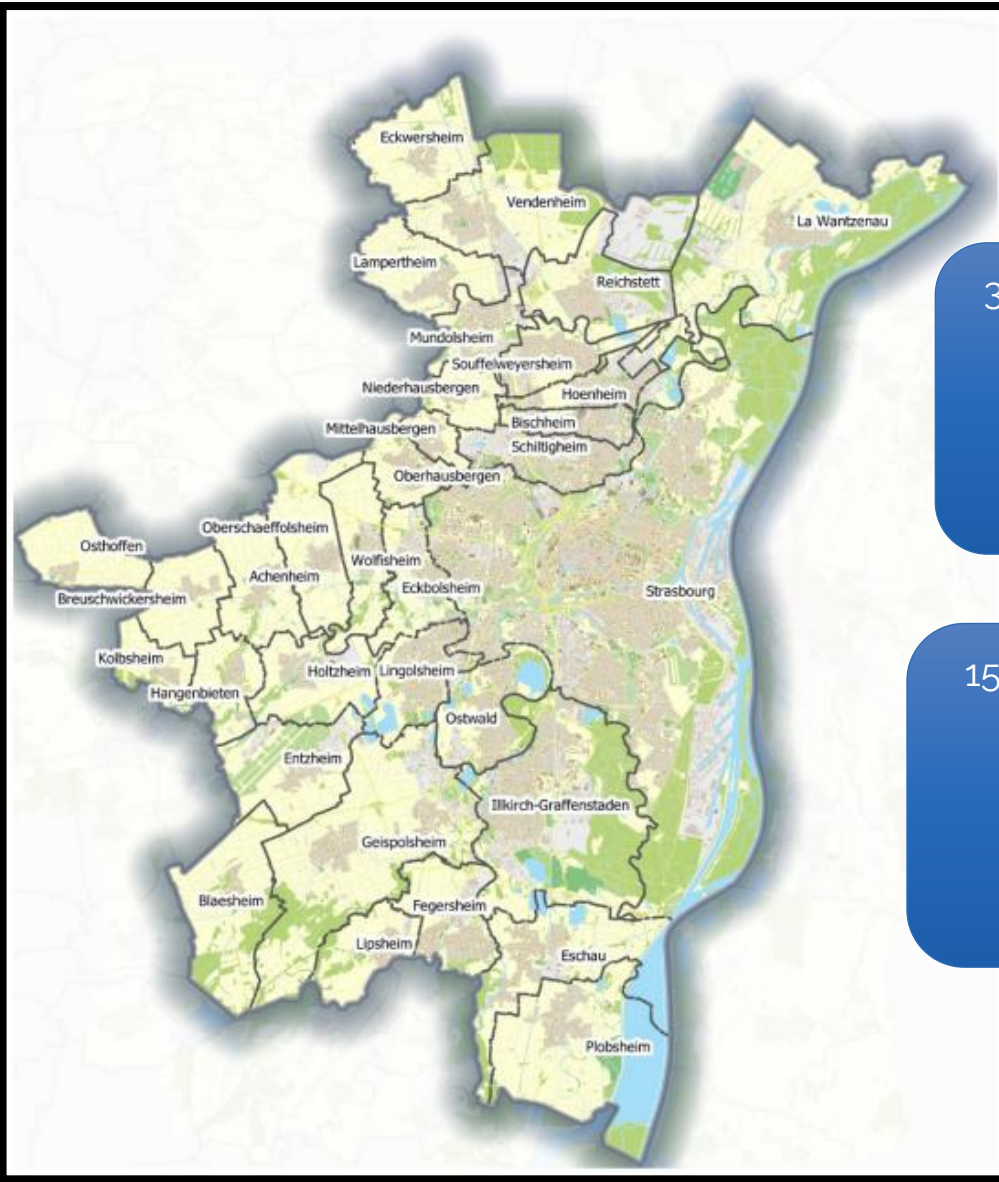 Eckwersheim
Vendenheim
La Wantzenau
Lampertheim
Reichstett
3
Mundolsheim
Souffelweyersheim
Niederhausbergen
Hoenheim
Bischheim
Mittelhausbergen
Schiltigheim
Oberhausbergen
Oberschaeffolsheim
Osthoffen
Wolfisheim
Achenheim
Eckbolsheim
Strasbourg
Breuschwickersheim
Kolbsheim
Holtzheim
Lingolsheim
15
Hangenbieten
Ostwald
Entzheim
Illkirch-Graffenstaden
Geispolsheim
Blaesheim
Fegersheim
Lipsheim
Eschau
Plobsheim